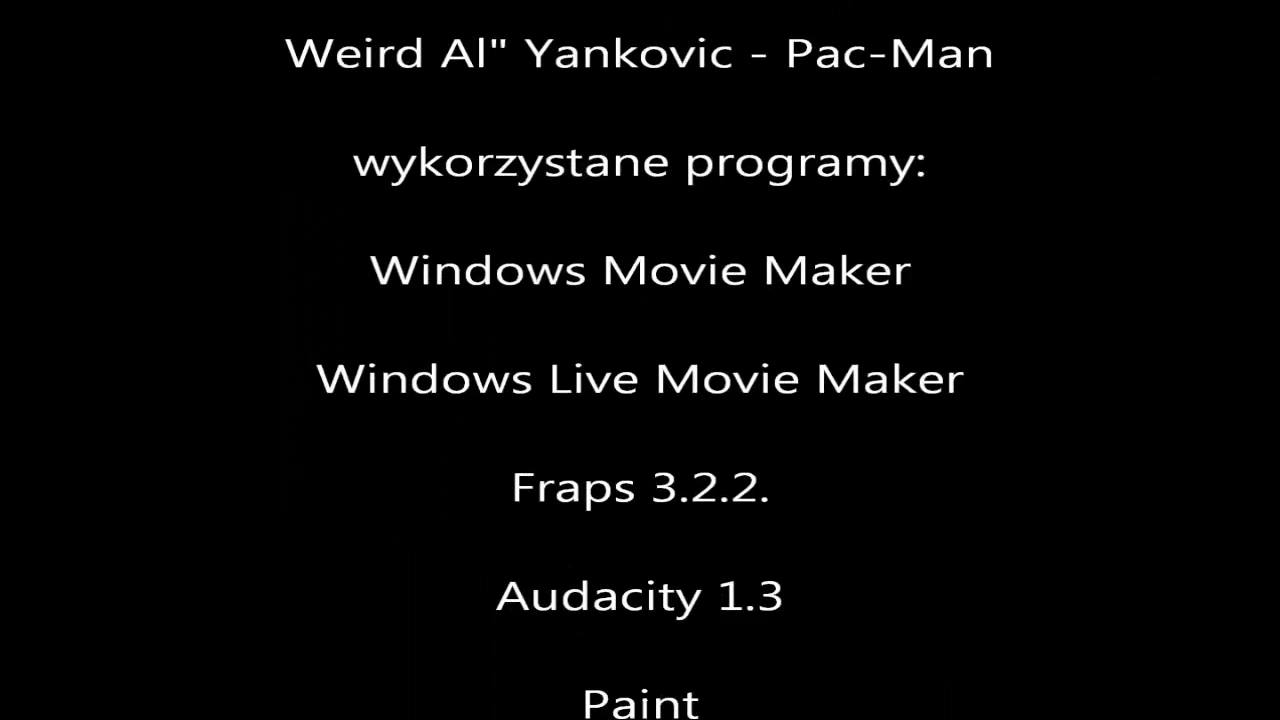 Weird Al" Yankovic - Pac-Man
wykorzystane programy:
Windows Movie Maker
Windows Live Movie Maker
Fraps 3.2.2.
Audacity 1.3
Paint